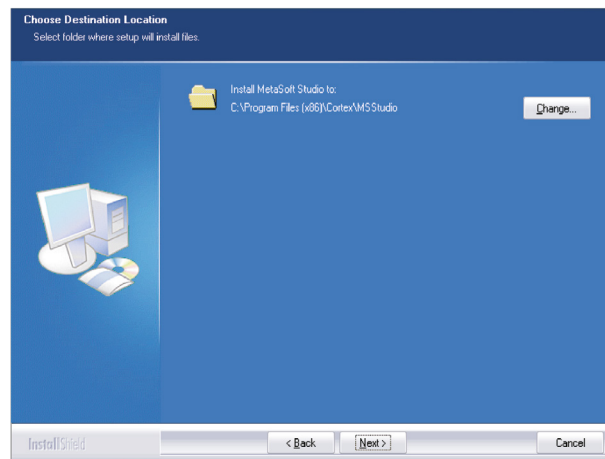 Choose Destination Location
Select folder where setup will install files.
Install MetaSoft Studio to:
C:\Program Files (x86)\Cortex\MSStudio
Change...
InstallShield
< Back
Next >
Cancel